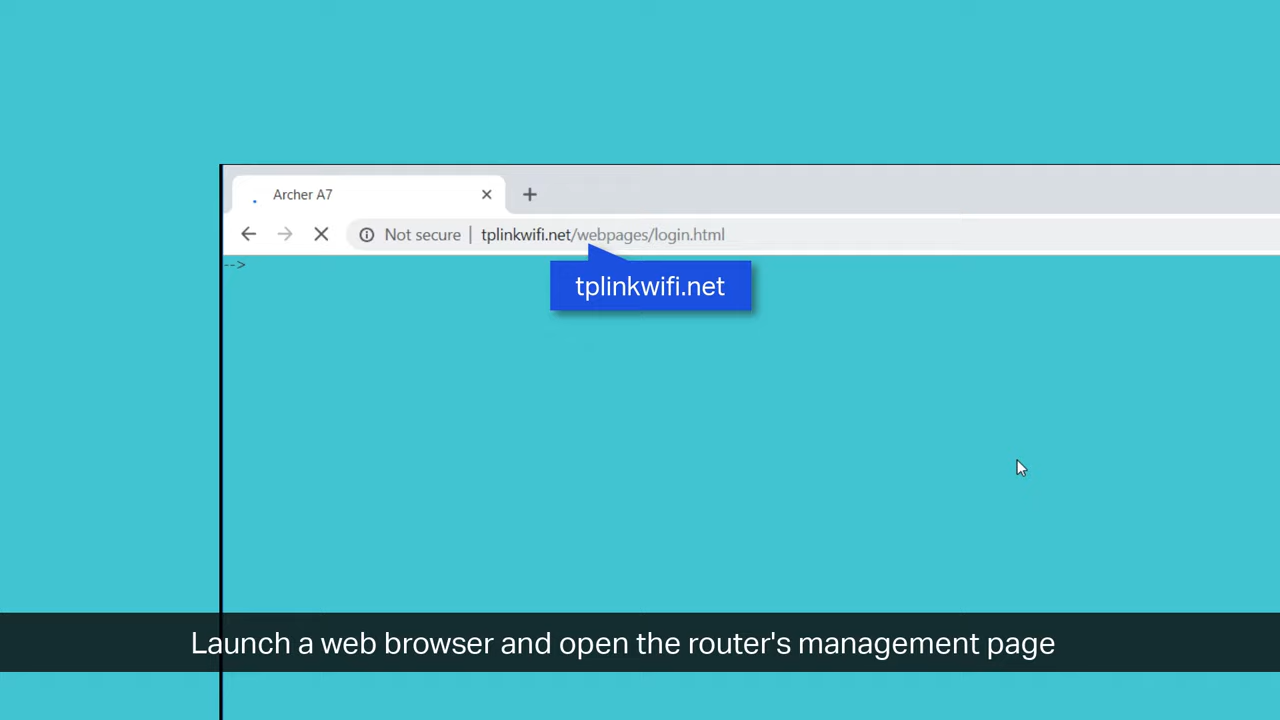 Archer A7
Not secure | tplinkwifi.net/webpages/login.html
-->
tplinkwifi.net
Launch a web browser and open the router's management page